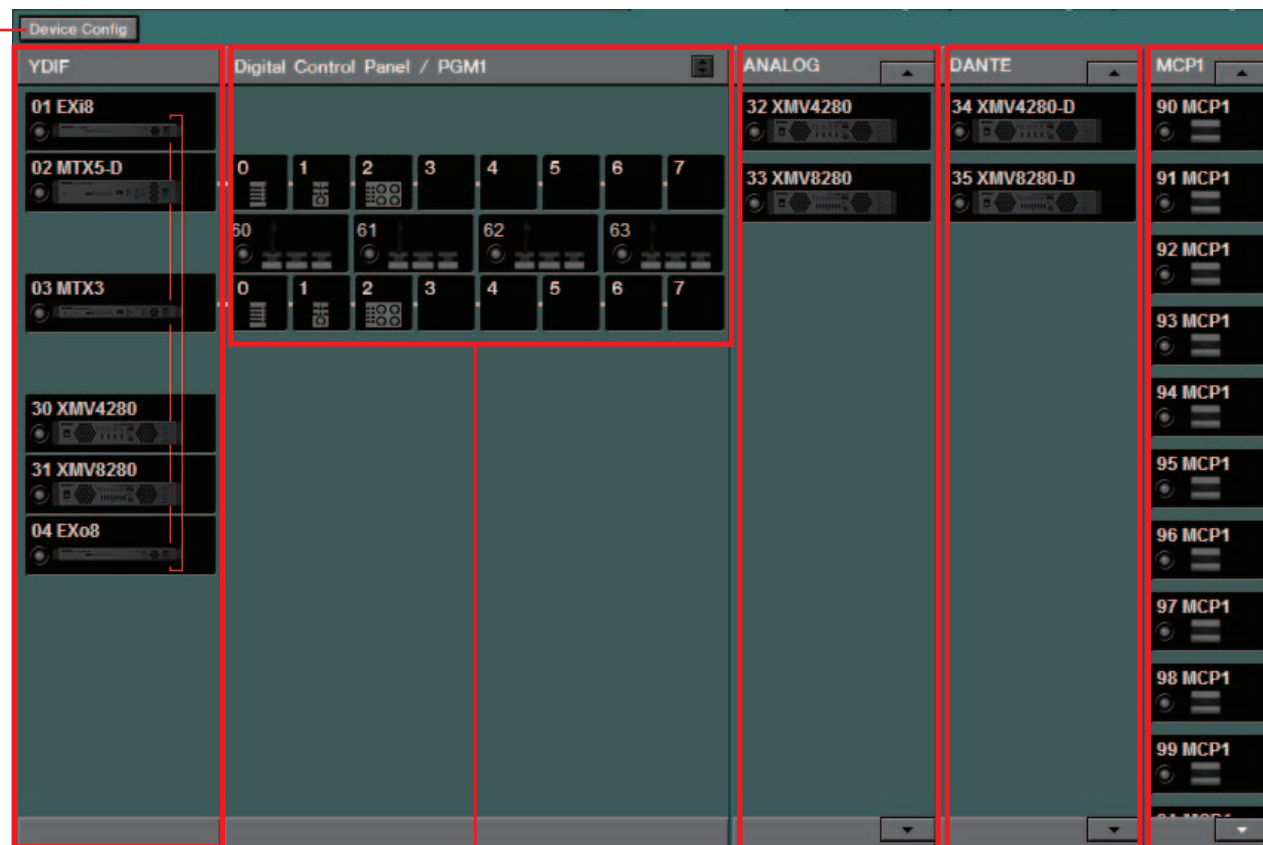 Device Config
YDIF
01 EXi8
02 MTX5-D
03 MTX3
30 XMV4280
31 XMV8280
04 EXo8
Digital Control Panel / PGM1
0 1 2 3 4 5 6 7
60 61 62 63
0 1 2 3 4 5 6 7
ANALOG
32 XMV4280
33 XMV8280
DANTE
34 XMV4280-D
35 XMV8280-D
MCP1
90 MCP1
91 MCP1
92 MCP1
93 MCP1
94 MCP1
95 MCP1
96 MCP1
97 MCP1
98 MCP1
99 MCP1